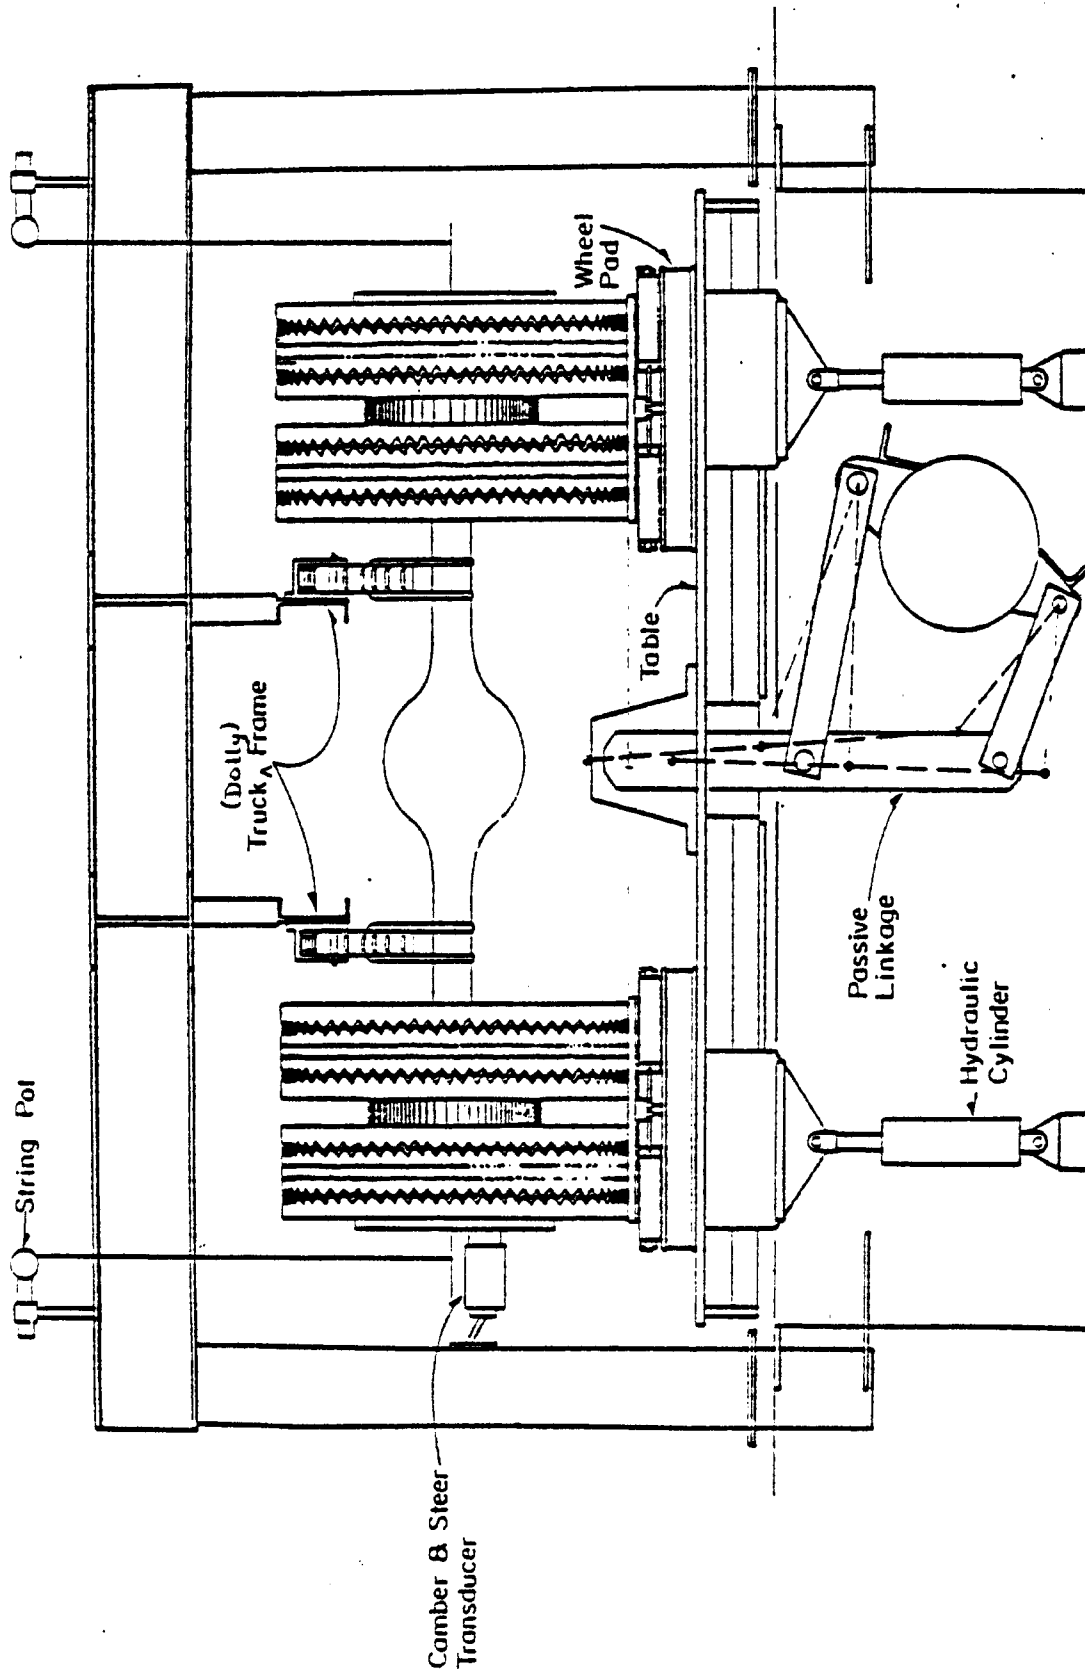 String Pot
Camber & Steer
Transducer
(Dolly)
Truck ^ Frame
Wheel
Pad
Table
Passive
Linkage
Hydraulic
Cylinder